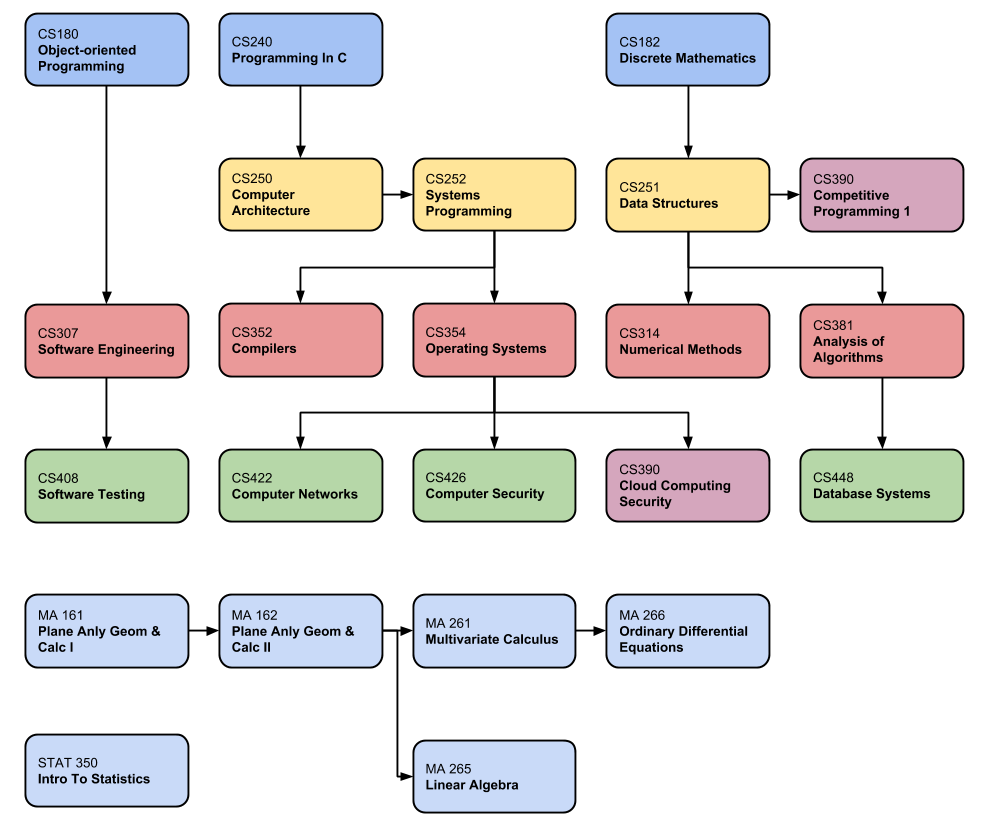 CS180
Object-oriented
Programming
CS240
Programming In C
CS182
Discrete Mathematics
CS250
Computer
Architecture
CS252
Systems
Programming
CS251
Data Structures
CS390
Competitive
Programming 1
CS307
Software Engineering
CS352
Compilers
CS354
Operating Systems
CS314
Numerical Methods
CS381
Analysis of
Algorithms
CS408
Software Testing
CS422
Computer Networks
CS426
Computer Security
CS390
Cloud Computing
Security
CS448
Database Systems
MA 161
Plane Anly Geom &
Calc I
MA 162
Plane Anly Geom &
Calc II
MA 261
Multivariate Calculus
MA 266
Ordinary Differential
Equations
STAT 350
Intro To Statistics
MA 265
Linear Algebra